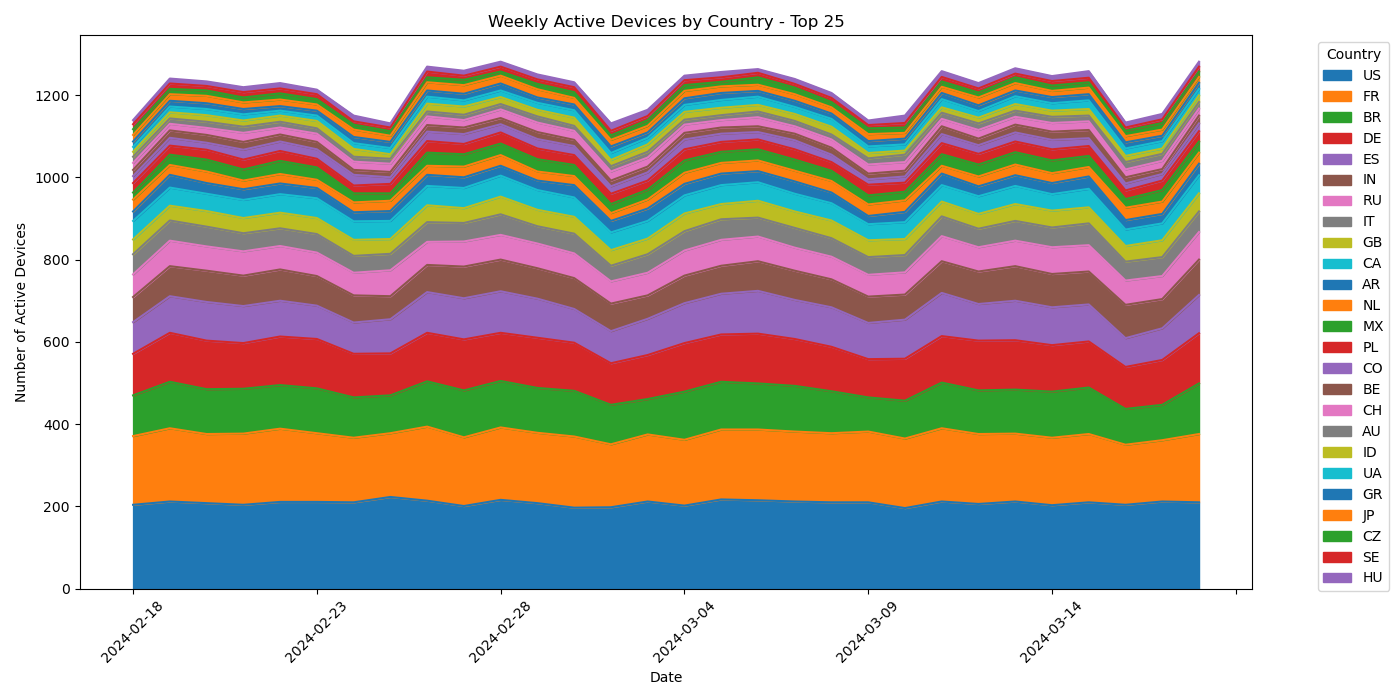 Weekly Active Devices by Country - Top 25
Number of Active Devices
1200
1000
800
600
400
200
0
2024-02-18
2024-02-23
2024-02-28
2024-03-04
2024-03-09
2024-03-14
Date
Country
US
FR
BR
DE
ES
IN
RU
IT
GB
CA
AR
NL
MX
PL
CO
BE
CH
AU
ID
UA
GR
JP
CZ
SE
HU